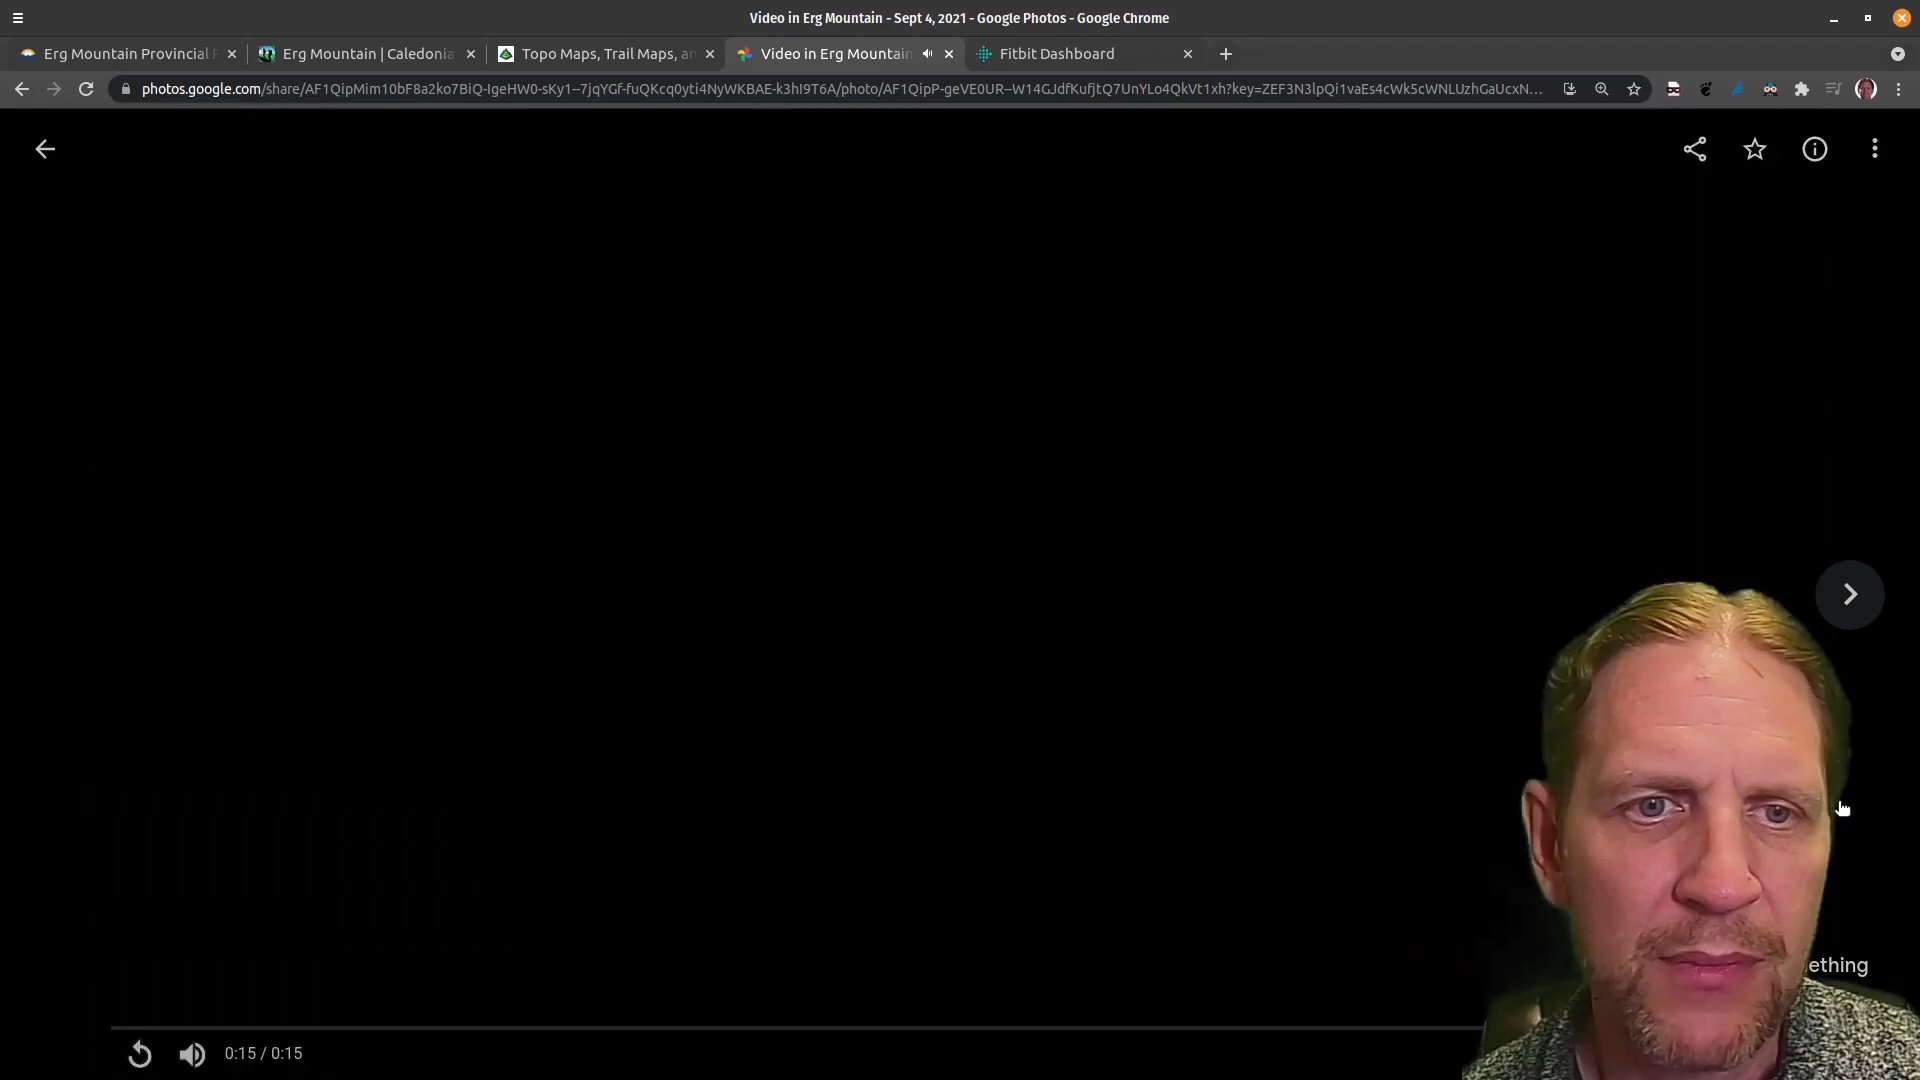 Video in Erg Mountain - Sept 4, 2021 - Google Photos - Google Chrome
Erg Mountain Provincial P
Erg Mountain | Caledonia
Topo Maps, Trail Maps, an
Video in Erg Mountain
Fitbit Dashboard
photos.google.com/share/AF1QipMim10bF8a2ko7BiQ-IgeHW0-sKy1--7jqYGf-fuQKcq0yti4NyWKBAE-k3hI9T6A/photo/AF1QipP-geVE0UR--W14GJdfKufjtQ7UnYLo4QkVt1xh?key=ZEF3N3lpQi1vaEs4cWk5cWNLUzhGaUcxN...
ething
0:15 / 0:15